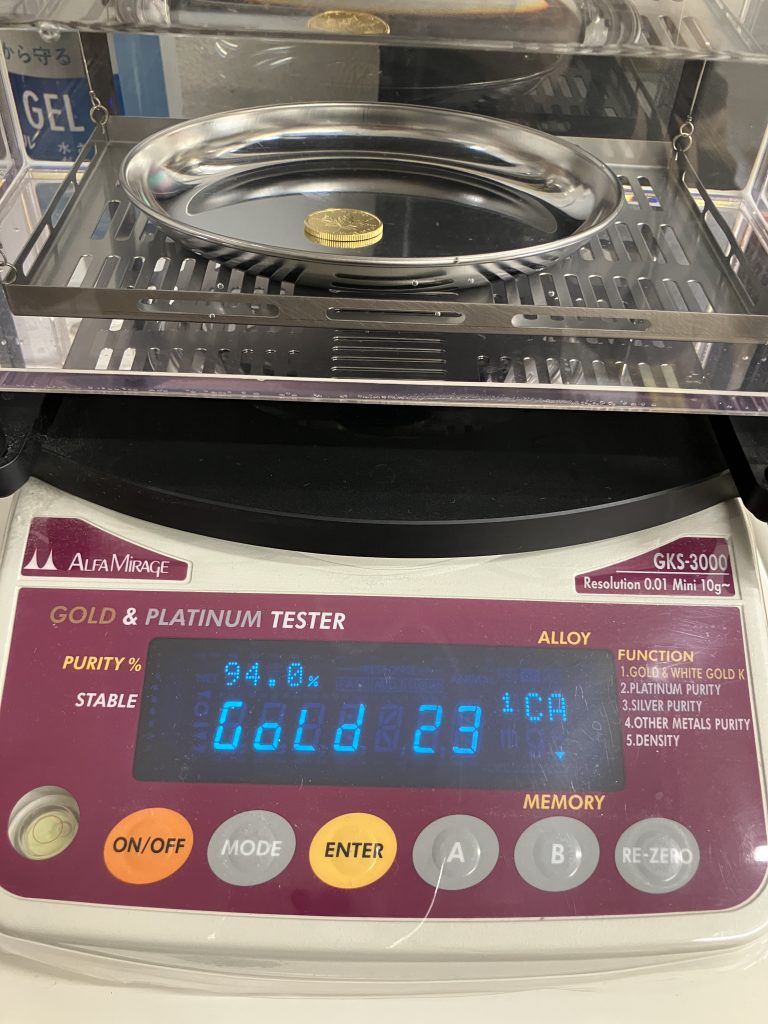 から守る
GEL
ALFAMIRAGE
GKS-3000
Resolution 0.01 Mini 10g~
GOLD & PLATINUM TESTER
ALLOY
PURITY %
94.0%
STABLE
Gold 23
1CA
FUNCTION
1.GOLD & WHITE GOLD K
2.PLATINUM PURITY
3.SILVER PURITY
4.OTHER METALS PURITY
5.DENSITY
MEMORY
ON/OFF
MODE
ENTER
A
B
RE-ZERO